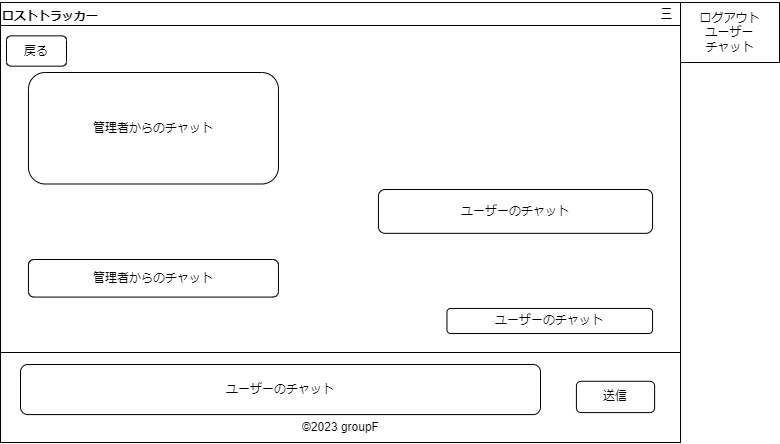 ロストトラッカー
三
ログアウト
ユーザー
チャット
戻る
管理者からのチャット
ユーザーのチャット
管理者からのチャット
ユーザーのチャット
ユーザーのチャット
送信
©2023 groupF